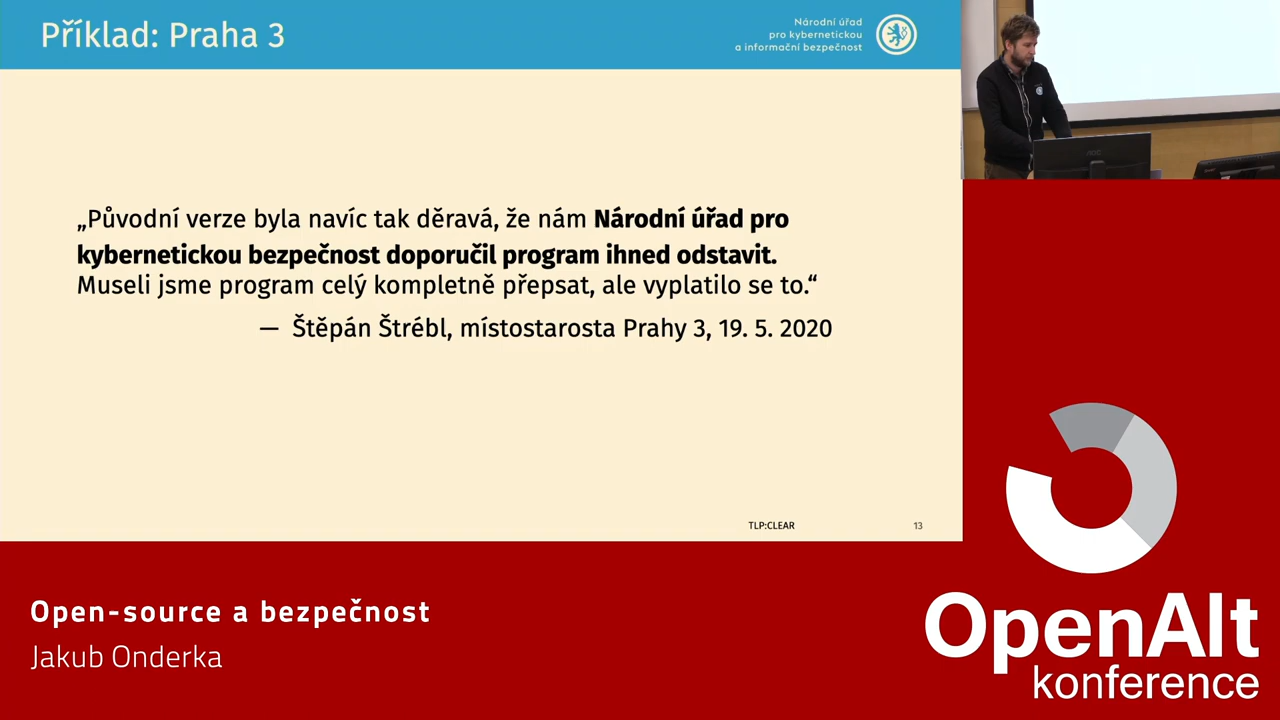 Příklad: Praha 3
Národní úřad
pro kybernetickou
a informační bezpečnost
„Původní verze byla navíc tak děravá, že nám Národní úřad pro
kybernetickou bezpečnost doporučil program ihned odstavit.
Museli jsme program celý kompletně přepsat, ale vyplatilo se to.“
— Štěpán Štrébl, místostarosta Prahy 3, 19. 5. 2020
TLP:CLEAR
13
AOC
Open-source a bezpečnost
Jakub Onderka
OpenAlt
konference